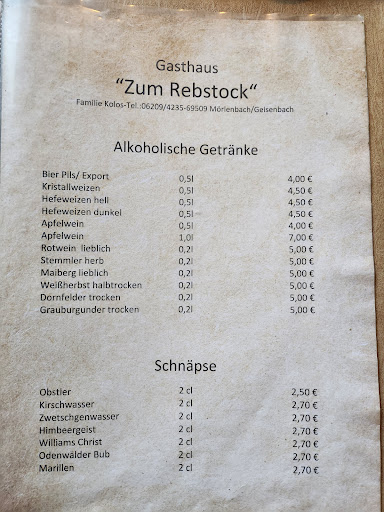 Gasthaus
“Zum Rebstock“
Familie Kolos-Tel.:06209/4235-69509 Mörlenbach/Geisenbach
Alkoholische Getränke
Bier Pils/ Export 0,5l 4,00 €
Kristallweizen 0,5l 4,50 €
Hefeweizen hell 0,5l 4,50 €
Hefeweizen dunkel 0,5l 4,50 €
Apfelwein 0,5l 4,00 €
Apfelwein 1,0l 7,00 €
Rotwein lieblich 0,2l 5,00 €
Stemmler herb 0,2l 5,00 €
Maiberg lieblich 0,2l 5,00 €
Weißherbst halbtrocken 0,2l 5,00 €
Dornfelder trocken 0,2l 5,00 €
Grauburgunder trocken 0,2l 5,00 €
Schnäpse
Obstler 2 cl 2,50 €
Kirschwasser 2 cl 2,70 €
Zwetschgenwasser 2 cl 2,70 €
Himbeergeist 2 cl 2,70 €
Williams Christ 2 cl 2,70 €
Odenwälder Bub 2 cl 2,70 €
Marillen 2 cl 2,70 €